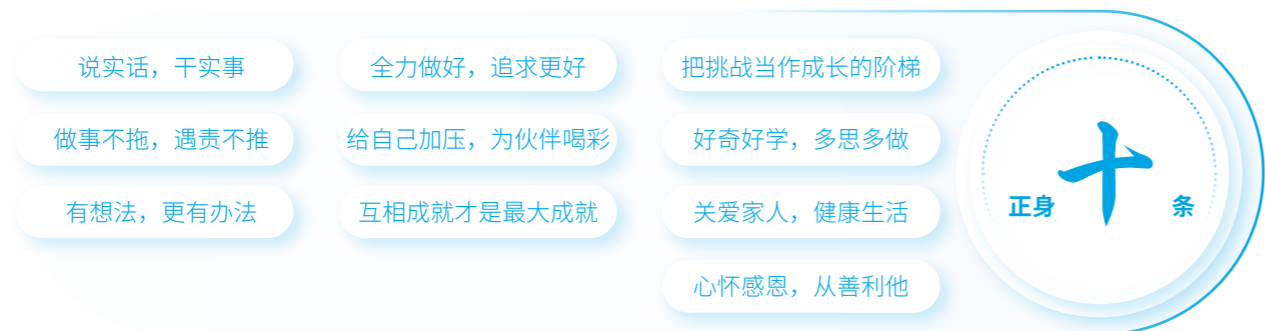 说实话，干实事
全力做好，追求更好
把挑战当作成长的阶梯
做事不拖，遇责不推
给自己加压，为伙伴喝彩
好奇好学，多思多做
有想法，更有办法
互相成就才是最大成就
关爱家人，健康生活
心怀感恩，从善利他
正身十条